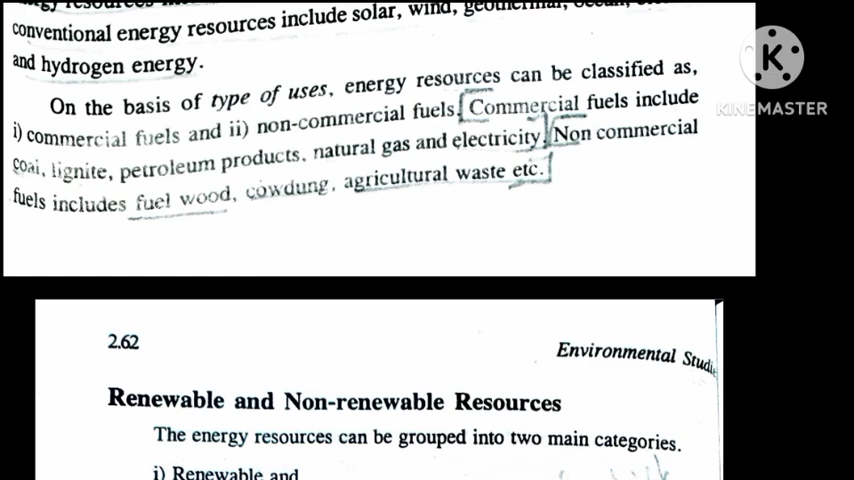 conventional energy resources include solar, wind, geothermal, ocean,
and hydrogen energy.
On the basis of type of uses, energy resources can be classified as,
i) commercial fuels and ii) non-commercial fuels. Commercial fuels include
coal, lignite, petroleum products, natural gas and electricity. Non commercial
fuels includes fuel wood, cowdung, agricultural waste etc.
K
KINEMASTER
2.62
Environmental Studies
Renewable and Non-renewable Resources
The energy resources can be grouped into two main categories.
i) Renewable and